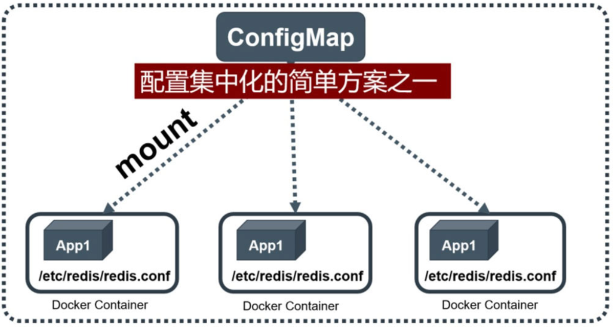 ConfigMap
配置集中化的简单方案之一
mount
App1
/etc/redis/redis.conf
Docker Container
App1
/etc/redis/redis.conf
Docker Container
App1
/etc/redis/redis.conf
Docker Container